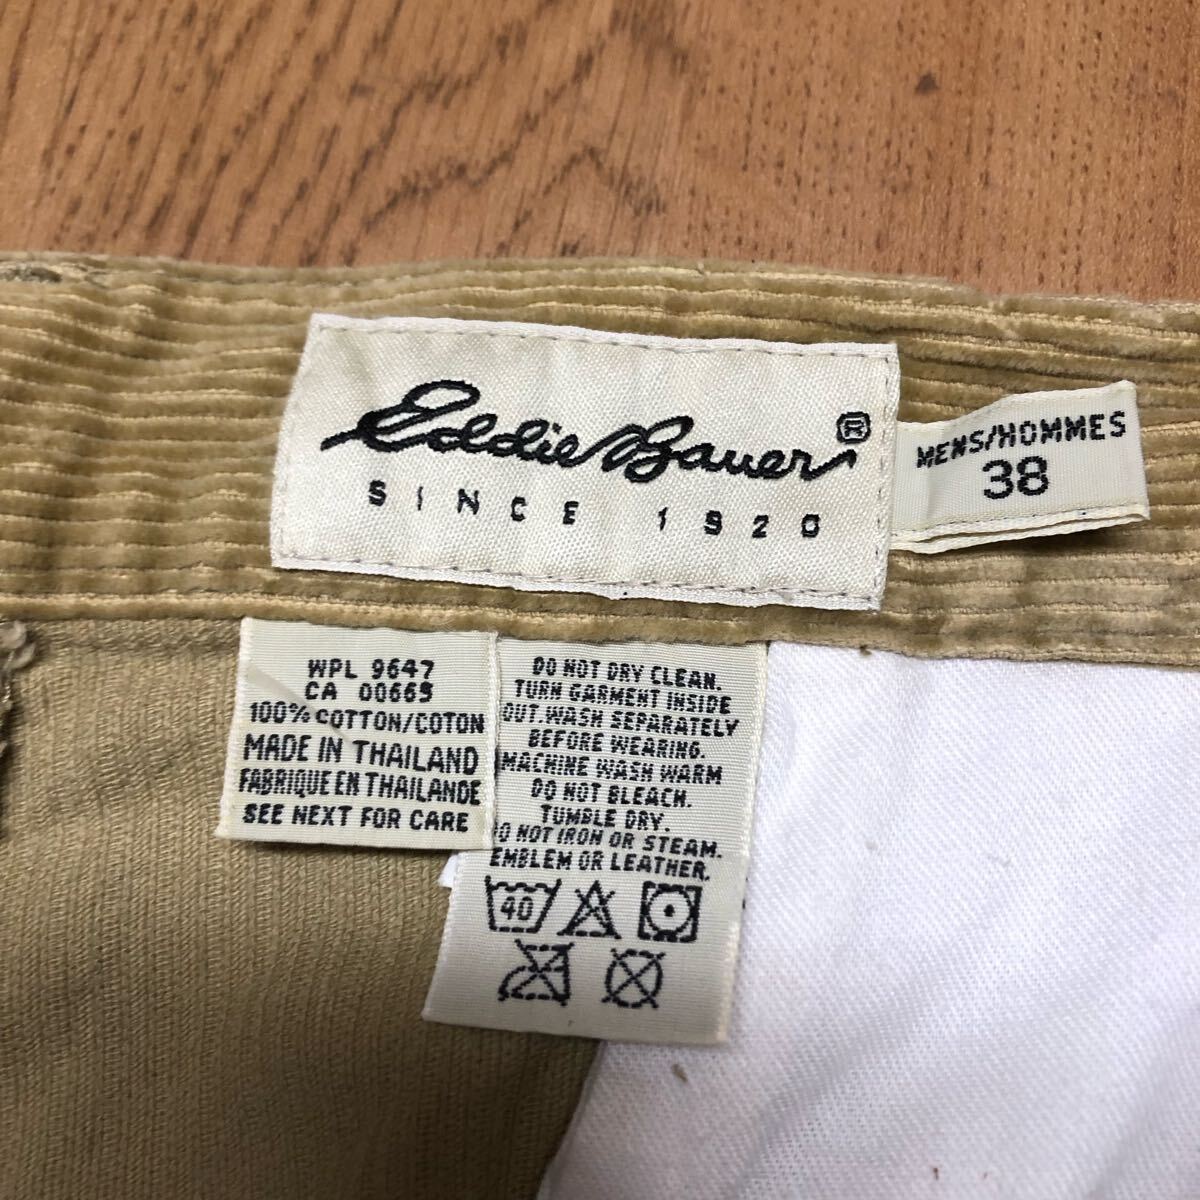 Eddie Bauer ®
SINCE 1920
MENS/HOMMES
38
WPL 9647
CA 00669
100% COTTON/COTON
MADE IN THAILAND
FABRIQUE EN THAILANDE
SEE NEXT FOR CARE
DO NOT DRY CLEAN.
TURN GARMENT INSIDE
OUT. WASH SEPARATELY
BEFORE WEARING.
MACHINE WASH WARM
DO NOT BLEACH.
TUMBLE DRY.
DO NOT IRON OR STEAM.
EMBLEM OR LEATHER.
40